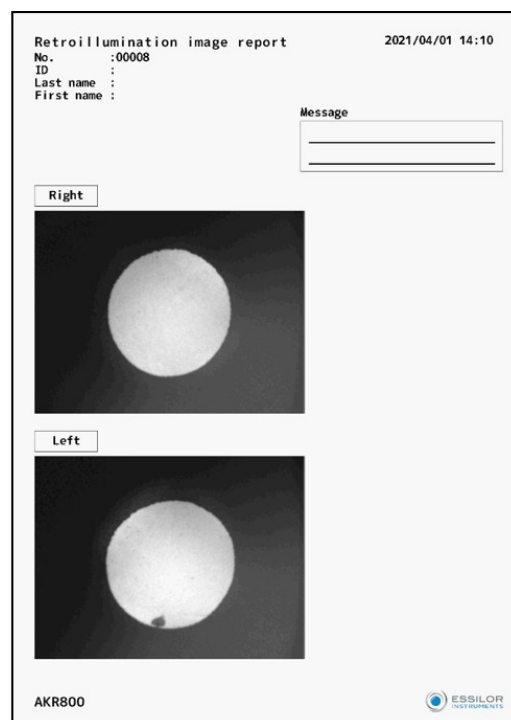 Retroillumination image report
2021/04/01 14:10
No. :00008
ID :
Last name :
First name :
Message
Right
Left
AKR800
ESSILOR
INSTRUMENTS